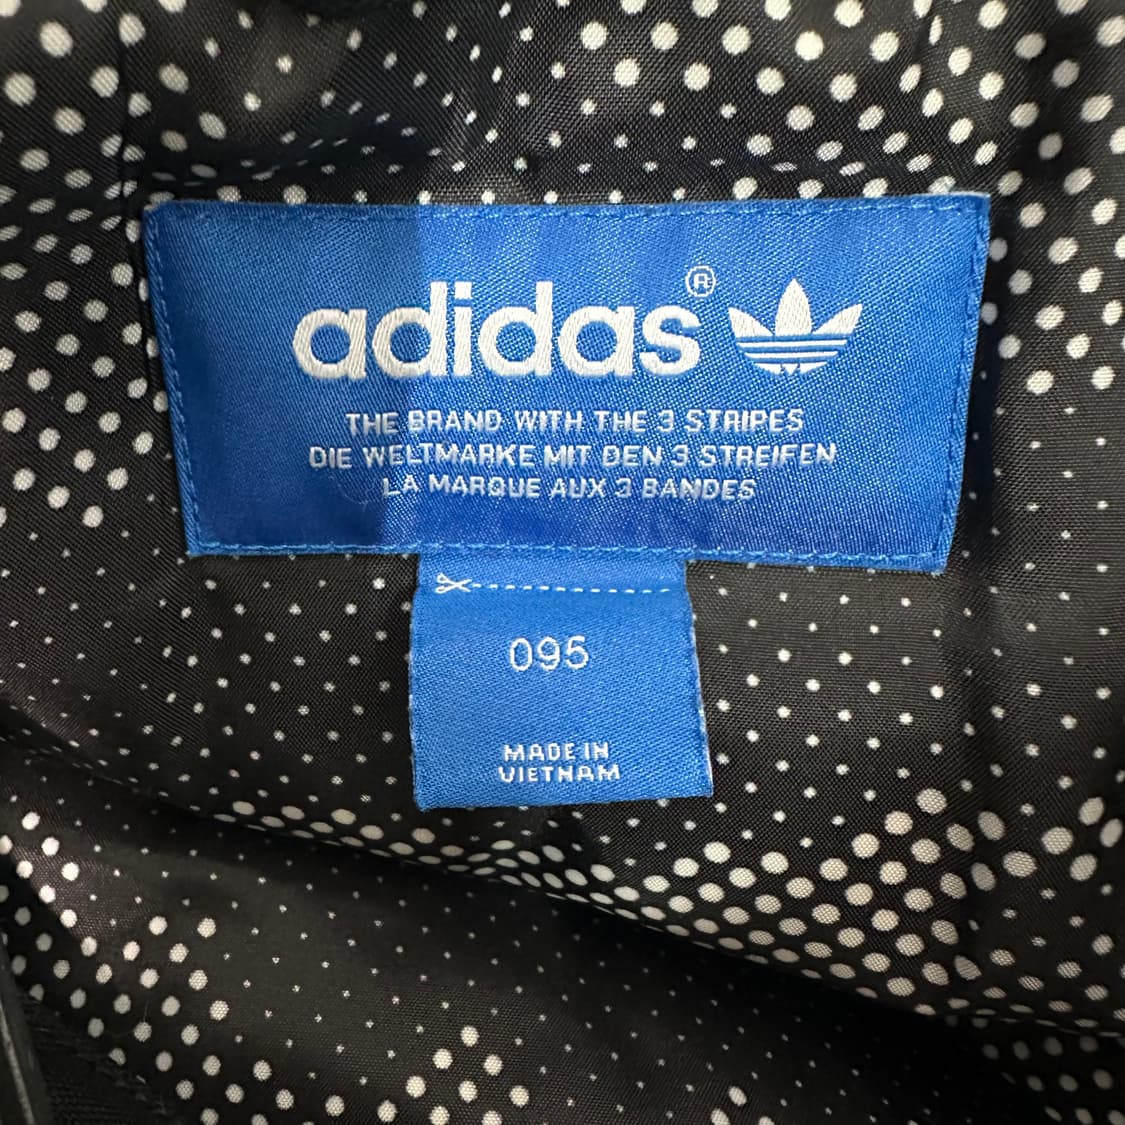 adidas®
THE BRAND WITH THE 3 STRIPES
DIE WELTMARKE MIT DEN 3 STREIFEN
LA MARQUE AUX 3 BANDES
095
MADE IN
VIETNAM